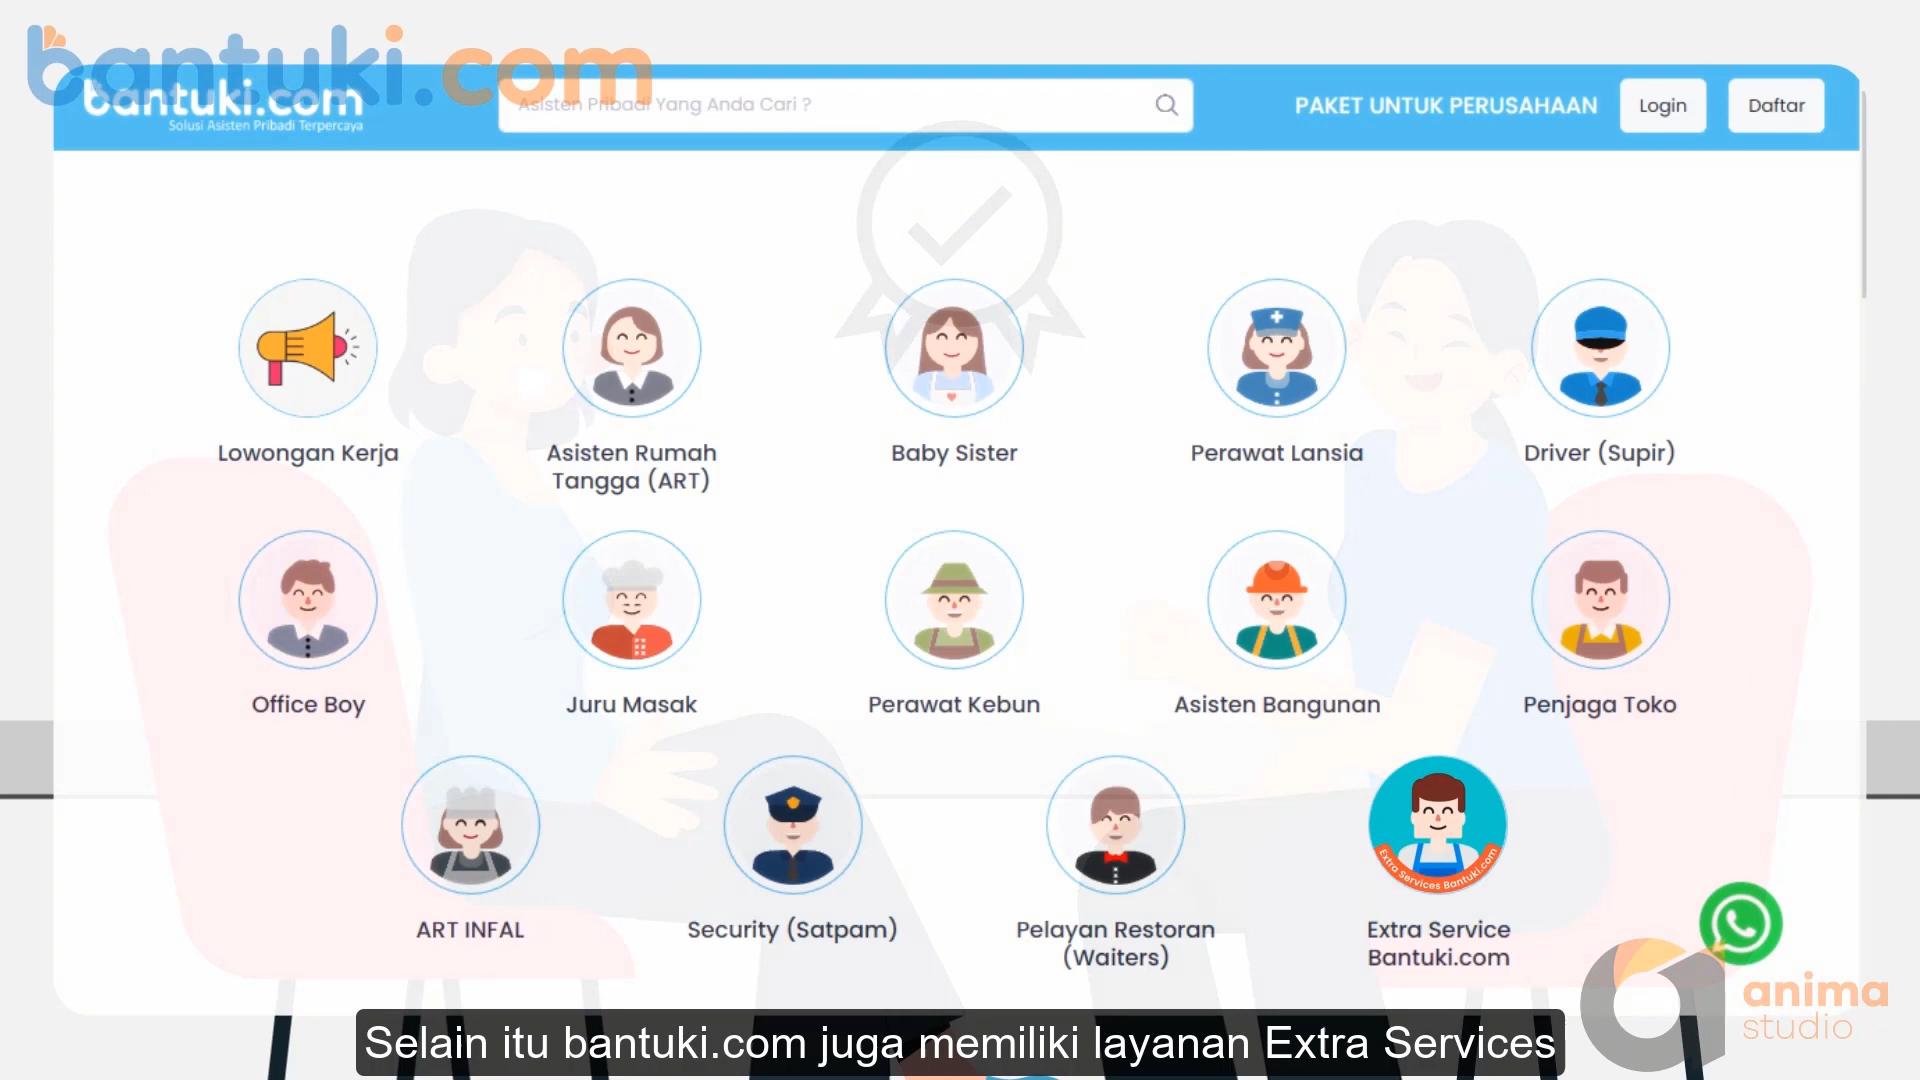 bantuki.com
bantuki.com
Solusi Asisten Pribadi Terpercaya
Asisten Pribadi Yang Anda Cari ?
PAKET UNTUK PERUSAHAAN
Login
Daftar
Lowongan Kerja
Asisten Rumah
Tangga (ART)
Baby Sister
Perawat Lansia
Driver (Supir)
Office Boy
Juru Masak
Perawat Kebun
Asisten Bangunan
Penjaga Toko
Extra Services Bantuki.com
ART INFAL
Security (Satpam)
Pelayan Restoran
(Waiters)
Extra Service
Bantuki.com
anima
studio
Selain itu bantuki.com juga memiliki layanan Extra Services